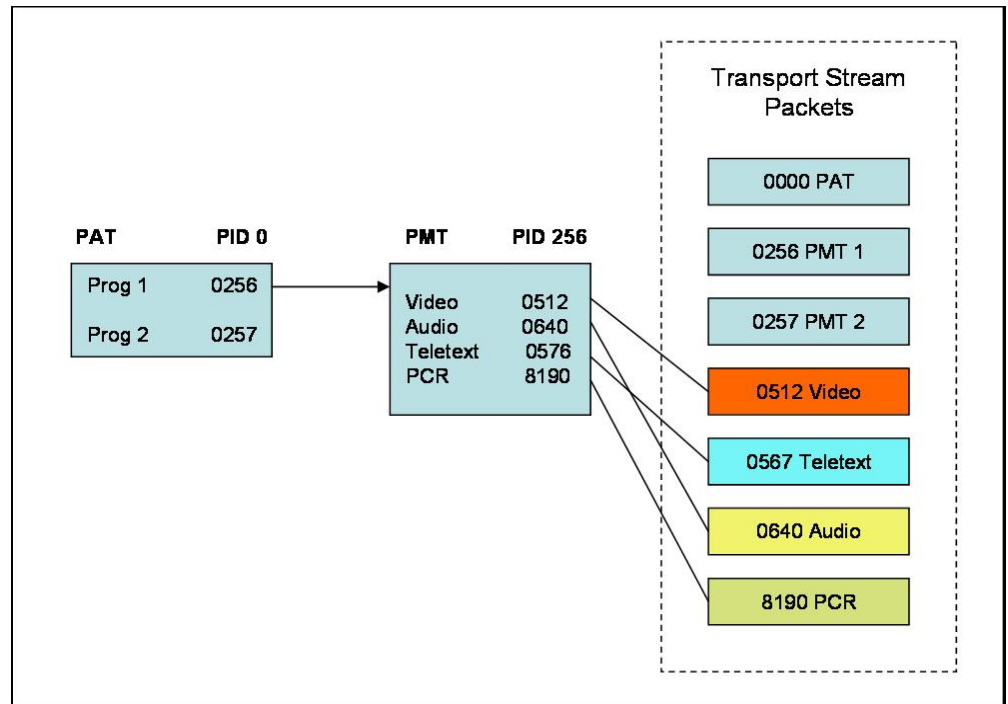 Transport Stream
Packets
0000 PAT
0256 PMT 1
0257 PMT 2
0512 Video
0567 Teletext
0640 Audio
8190 PCR
PAT PID 0
Prog 1 0256
Prog 2 0257
PMT PID 256
Video 0512
Audio 0640
Teletext 0576
PCR 8190